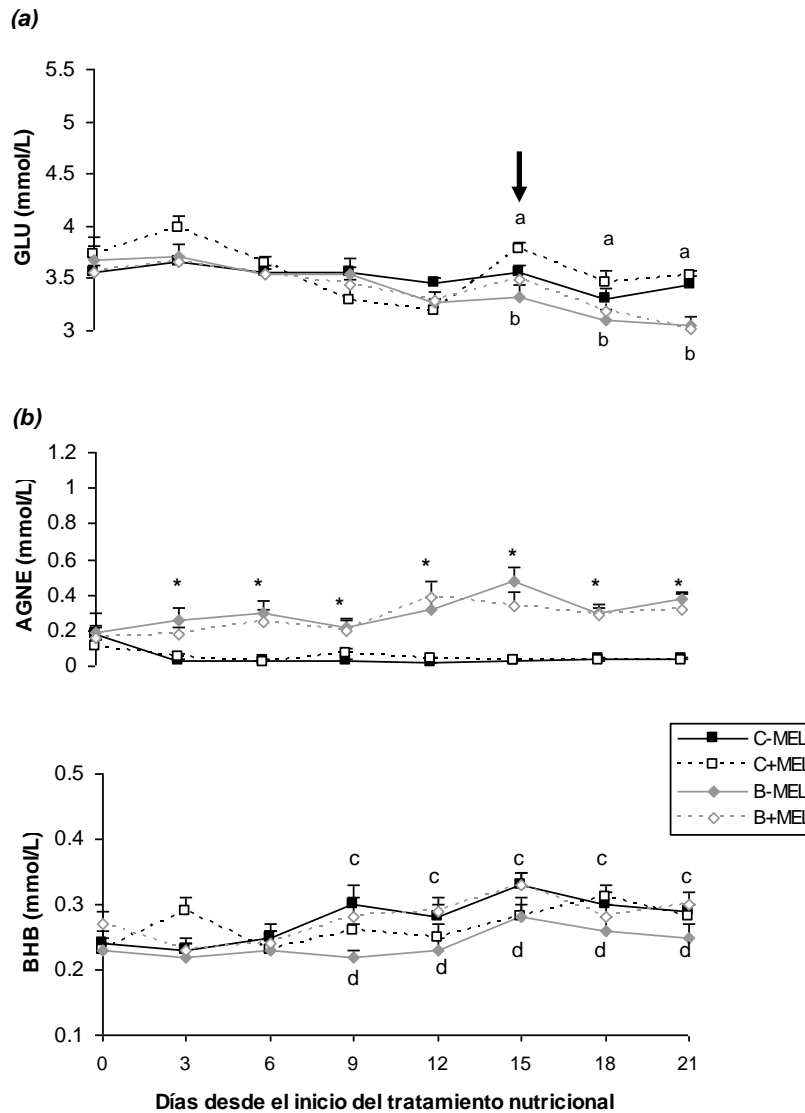 (a)
GLU (mmol/L)
5.5
5
4.5
4
3.5
3
a
a
a
b
b
b
(b)
AGNE (mmol/L)
1.2
1
0.8
0.6
0.4
0.2
0
* * * * * * *
C-MEL
C+MEL
B-MEL
B+MEL
BHB (mmol/L)
0.5
0.4
0.3
0.2
0.1
c c c c c
d d d d d
0 3 6 9 12 15 18 21
Días desde el inicio del tratamiento nutricional